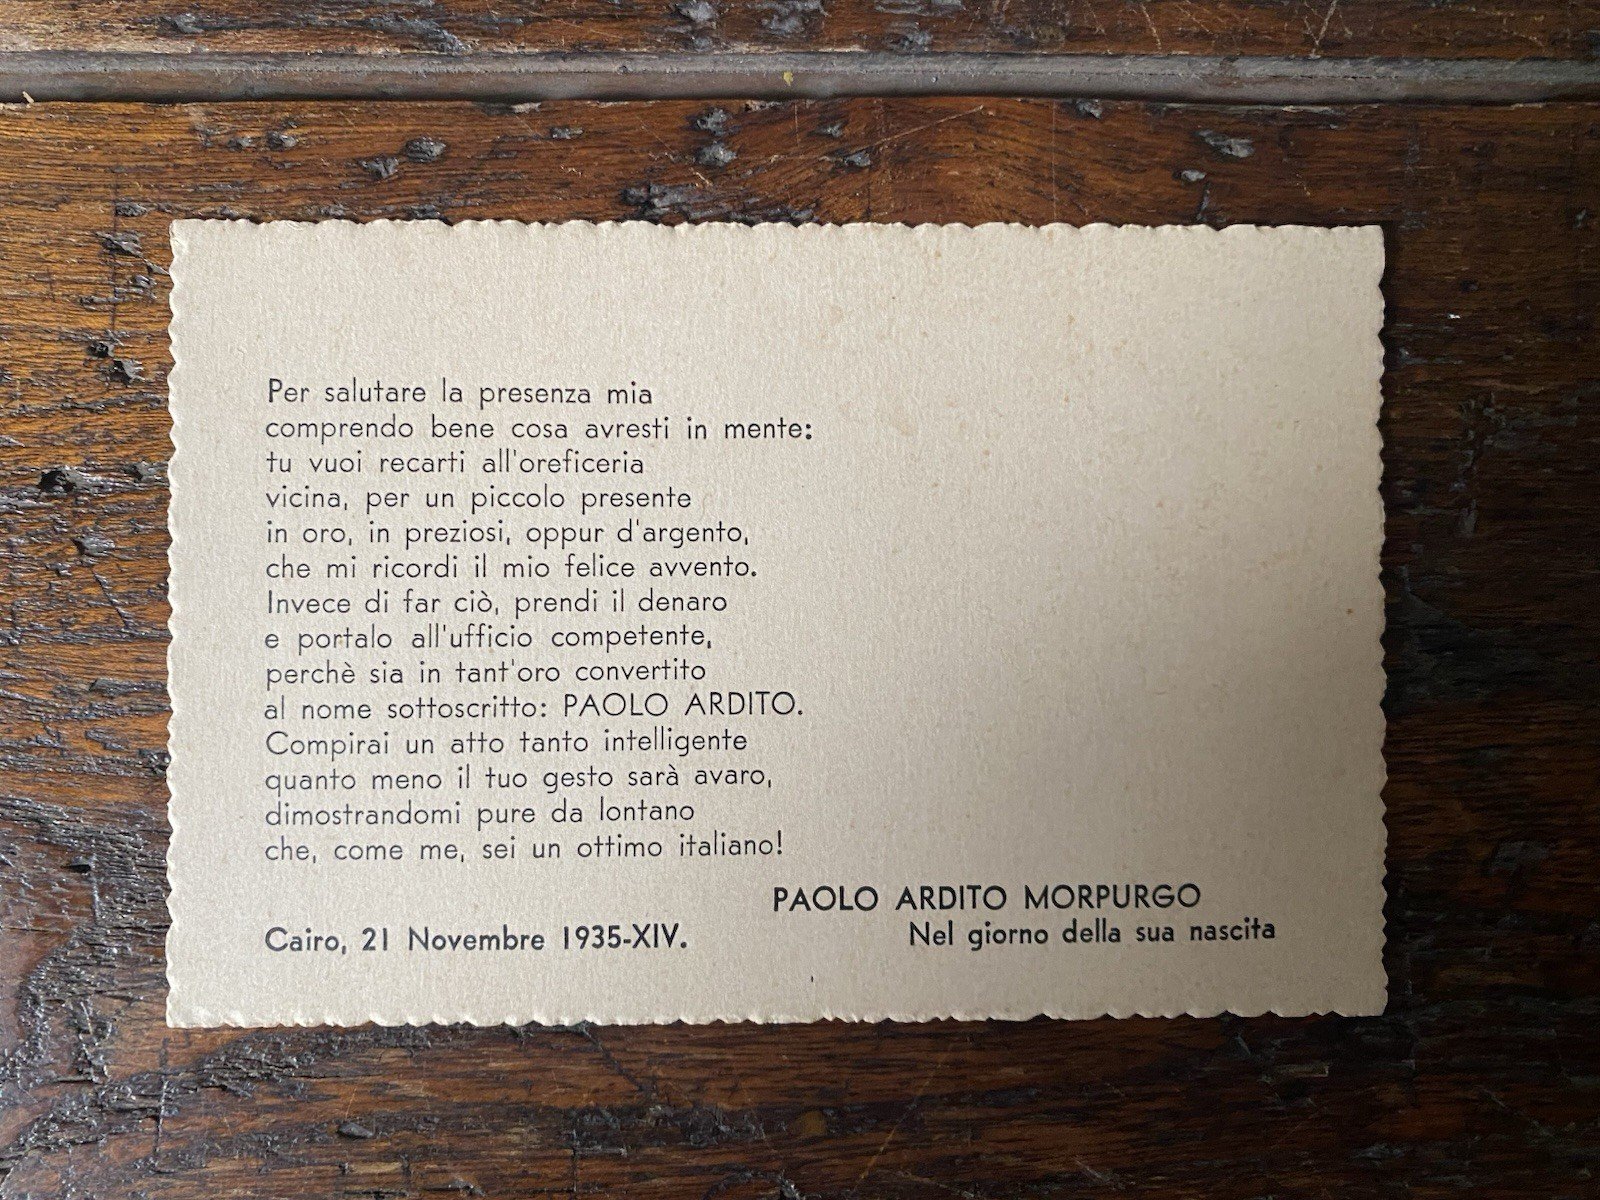 Per salutare la presenza mia
comprendo bene cosa avresti in mente:
tu vuoi recarti all'oreficeria
vicina, per un piccolo presente
in oro, in preziosi, oppur d'argento,
che mi ricordi il mio felice avvento.
Invece di far ciò, prendi il denaro
e portalo all'ufficio competente,
perchè sia in tant'oro convertito
al nome sottoscritto: PAOLO ARDITO.
Compirai un atto tanto intelligente
quanto meno il tuo gesto sarà avaro,
dimostrandomi pure da lontano
che, come me, sei un ottimo italiano!
PAOLO ARDITO MORPURGO
Nel giorno della sua nascita
Cairo, 21 Novembre 1935-XIV.